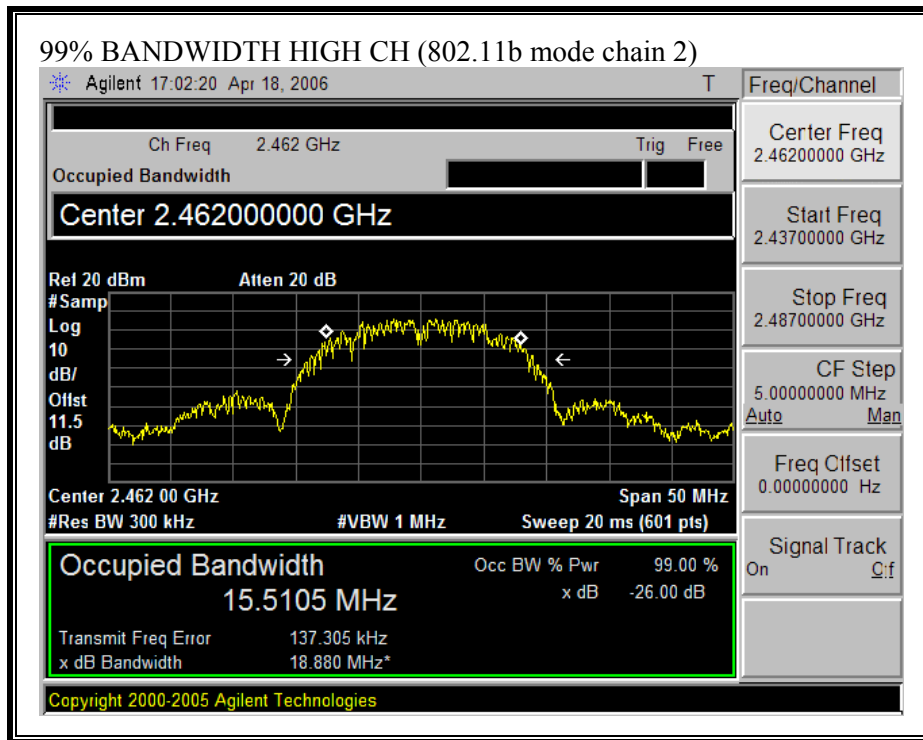 99% BANDWIDTH HIGH CH (802.11b mode chain 2)
Agilent 17:02:20 Apr 18, 2006 T
Freq/Channel
Ch Freq 2.462 GHz Trig Free
Occupied Bandwidth
Center 2.462000000 GHz
Center Freq
2.46200000 GHz
Start Freq
2.43700000 GHz
Stop Freq
2.48700000 GHz
CF Step
5.00000000 MHz
Auto Man
Freq Offset
0.00000000 Hz
Signal Track
On Off
Ref 20 dBm Atten 20 dB
#Samp
Log
10
dB/
Offst
11.5
dB
Center 2.462 00 GHz Span 50 MHz
#Res BW 300 kHz #VBW 1 MHz Sweep 20 ms (601 pts)
Occupied Bandwidth
15.5105 MHz
Occ BW % Pwr 99.00 %
x dB -26.00 dB
Transmit Freq Error 137.305 kHz
x dB Bandwidth 18.880 MHz*
Copyright 2000-2005 Agilent Technologies